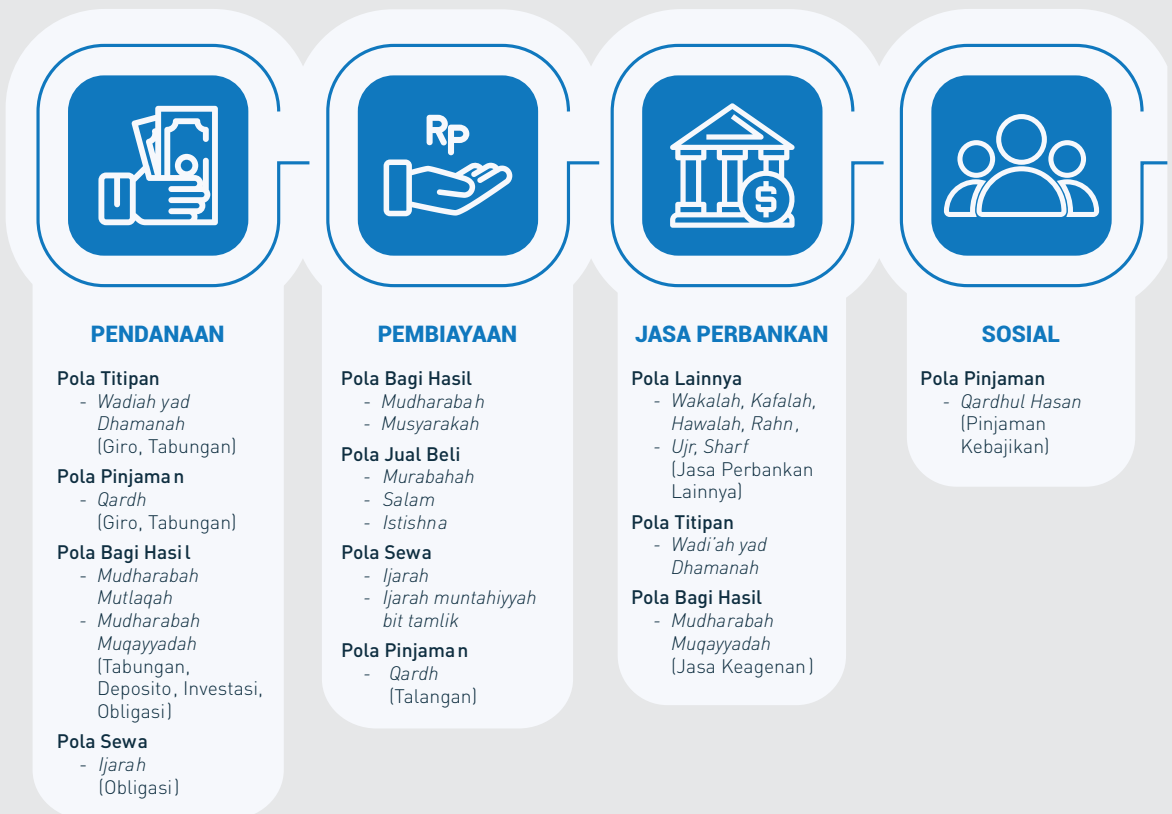 PENDANAAN
Pola Titipan
- Wadiah yad
Dhamanah
(Giro, Tabungan)
Pola Pinjaman
- Qardh
(Giro, Tabungan)
Pola Bagi Hasil
- Mudharabah
Mutlaqah
- Mudharabah
Muqayyadah
(Tabungan,
Deposito, Investasi,
Obligasi)
Pola Sewa
- Ijarah
(Obligasi)
RP
PEMBIAYAAN
Pola Bagi Hasil
- Mudharabah
- Musyarakah
Pola Jual Beli
- Murabahah
- Salam
- Istishna
Pola Sewa
- Ijarah
- Ijarah muntahiyyah
bit tamlik
Pola Pinjaman
- Qardh
(Talangan)
$
JASA PERBANKAN
Pola Lainnya
- Wakalah, Kafalah,
Hawalah, Rahn,
- Ujr, Sharf
(Jasa Perbankan
Lainnya)
Pola Titipan
- Wadi'ah yad
Dhamanah
Pola Bagi Hasil
- Mudharabah
Muqayyadah
(Jasa Keagenan)
SOSIAL
Pola Pinjaman
- Qardhul Hasan
(Pinjaman
Kebajikan)